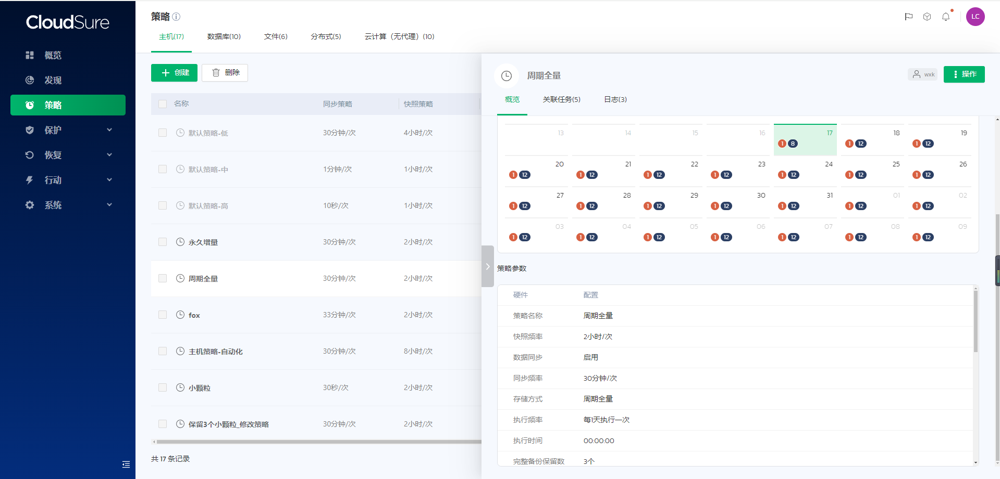 CloudSure
概览
发现
策略
保护
恢复
行动
系统
策略
主机(17) 数据库(10) 文件(6) 分布式(5) 云计算（无代理）(10)
LC
创建 删除
名称 同步策略 快照策略
默认策略-低 30分钟/次 4小时/次
默认策略-中 1分钟/次 1小时/次
默认策略-高 10秒/次 1小时/次
永久增量 30分钟/次 2小时/次
周期全量 30分钟/次 2小时/次
fox 33分钟/次 2小时/次
主机策略-自动化 30分钟/次 8小时/次
小颗粒 30秒/次 2小时/次
保留3个小颗粒_修改策略 30分钟/次 2小时/次
共 17 条记录
周期全量
wxk
操作
概览 关联任务(5) 日志(3)
13 14 15 16 17 18 19
1 8 1 12 1 12
20 21 22 23 24 25 26
1 12 1 12 1 12 1 12 1 12 1 12 1 12
27 28 29 30 31 01 02
1 12 1 12 1 12 1 12 1 12 1 12 1 12
03 04 05 06 07 08 09
1 12 1 12 1 12 1 12 1 12 1 12 1 12
策略参数
硬件 配置
策略名称 周期全量
快照频率 2小时/次
数据同步 启用
同步频率 30分钟/次
存储方式 周期全量
执行频率 每1天执行一次
执行时间 00:00:00
完整备份保留数 3个